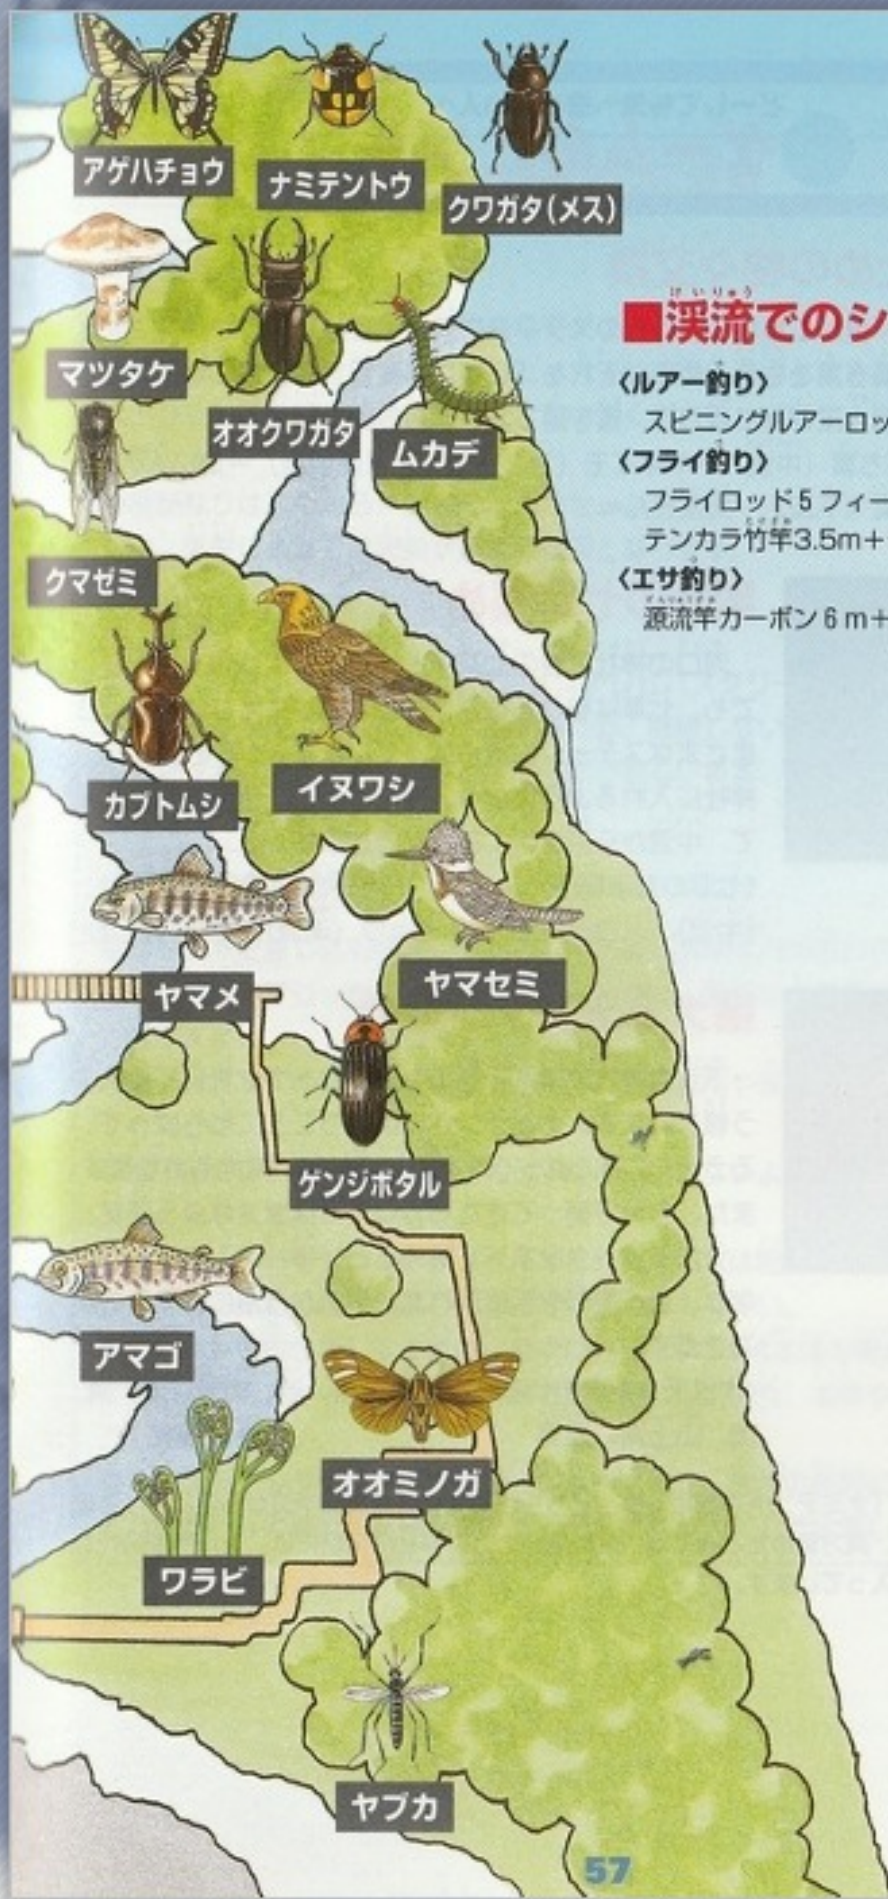 アゲハチョウ
ナミテントウ
クワガタ(メス)
マツタケ
オオクワガタ
ムカデ
クマゼミ
カブトムシ
イヌワシ
ヤマメ
ヤマセミ
ゲンジボタル
アマゴ
オオミノガ
ワラビ
ヤブカ
けいりゅう
■渓流でのシ
〈ルアー釣り〉
スピニングルアーロッ
〈フライ釣り〉
フライロッド5フィー
テンカラ竹竿3.5m+
〈エサ釣り〉
源流竿カーボン6m+
57